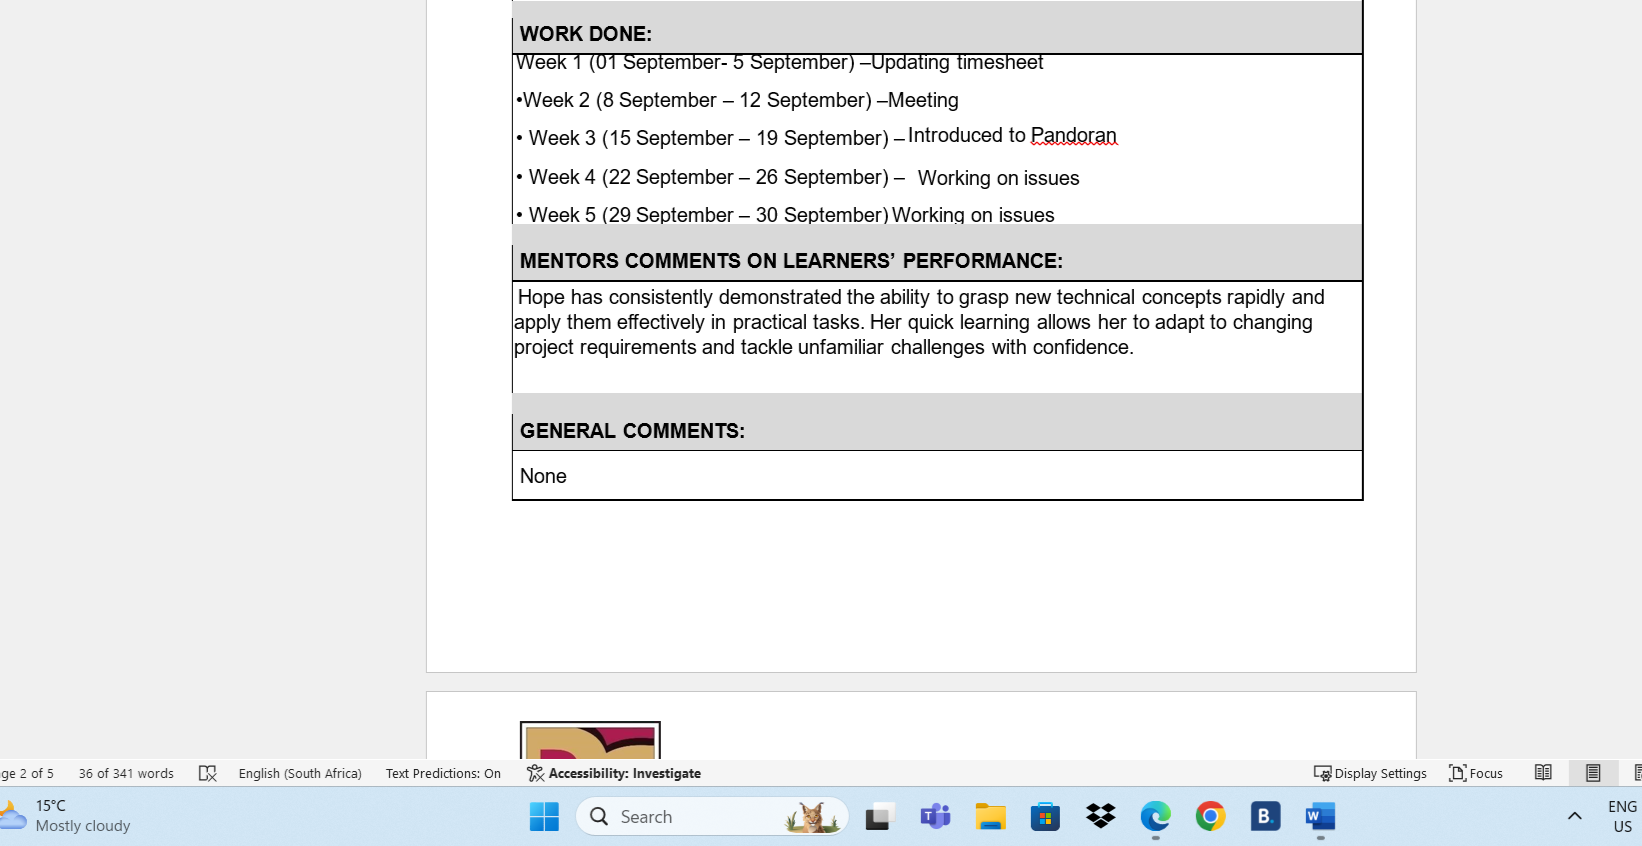 WORK DONE:
Week 1 (01 September- 5 September) –Updating timesheet
•Week 2 (8 September – 12 September) –Meeting
• Week 3 (15 September – 19 September) – Introduced to Pandoran
• Week 4 (22 September – 26 September) – Working on issues
• Week 5 (29 September – 30 September) Working on issues
MENTORS COMMENTS ON LEARNERS’ PERFORMANCE:
Hope has consistently demonstrated the ability to grasp new technical concepts rapidly and
apply them effectively in practical tasks. Her quick learning allows her to adapt to changing
project requirements and tackle unfamiliar challenges with confidence.
GENERAL COMMENTS:
None
ge 2 of 5 36 of 341 words English (South Africa) Text Predictions: On Accessibility: Investigate Display Settings Focus
15°C
Mostly cloudy
Search
T
B.
W
ENG
US